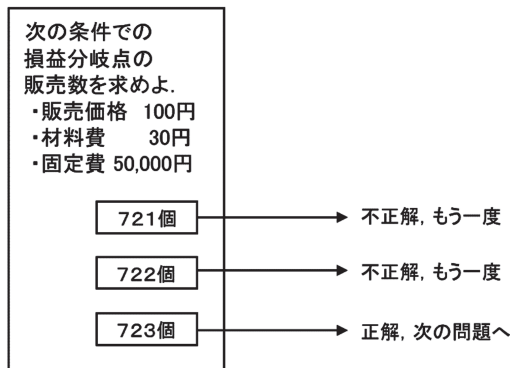 次の条件での
損益分岐点の
販売数を求めよ.
・販売価格 100円
・材料費 30円
・固定費 50,000円
721個
不正解, もう一度
722個
不正解, もう一度
723個
正解, 次の問題へ